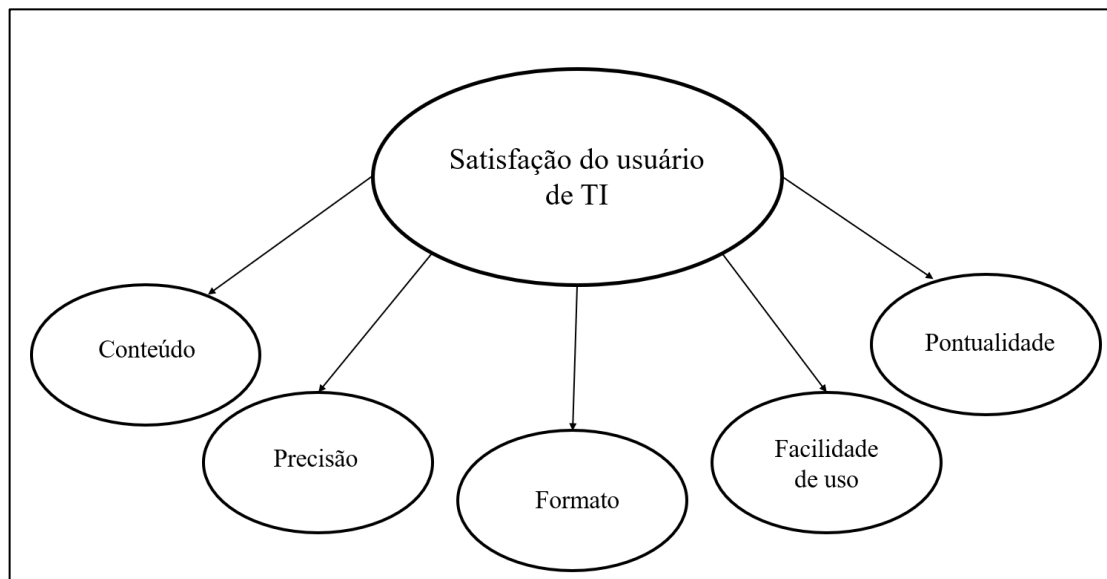 Satisfação do usuário
de TI
Conteúdo
Precisão
Formato
Facilidade
de uso
Pontualidade